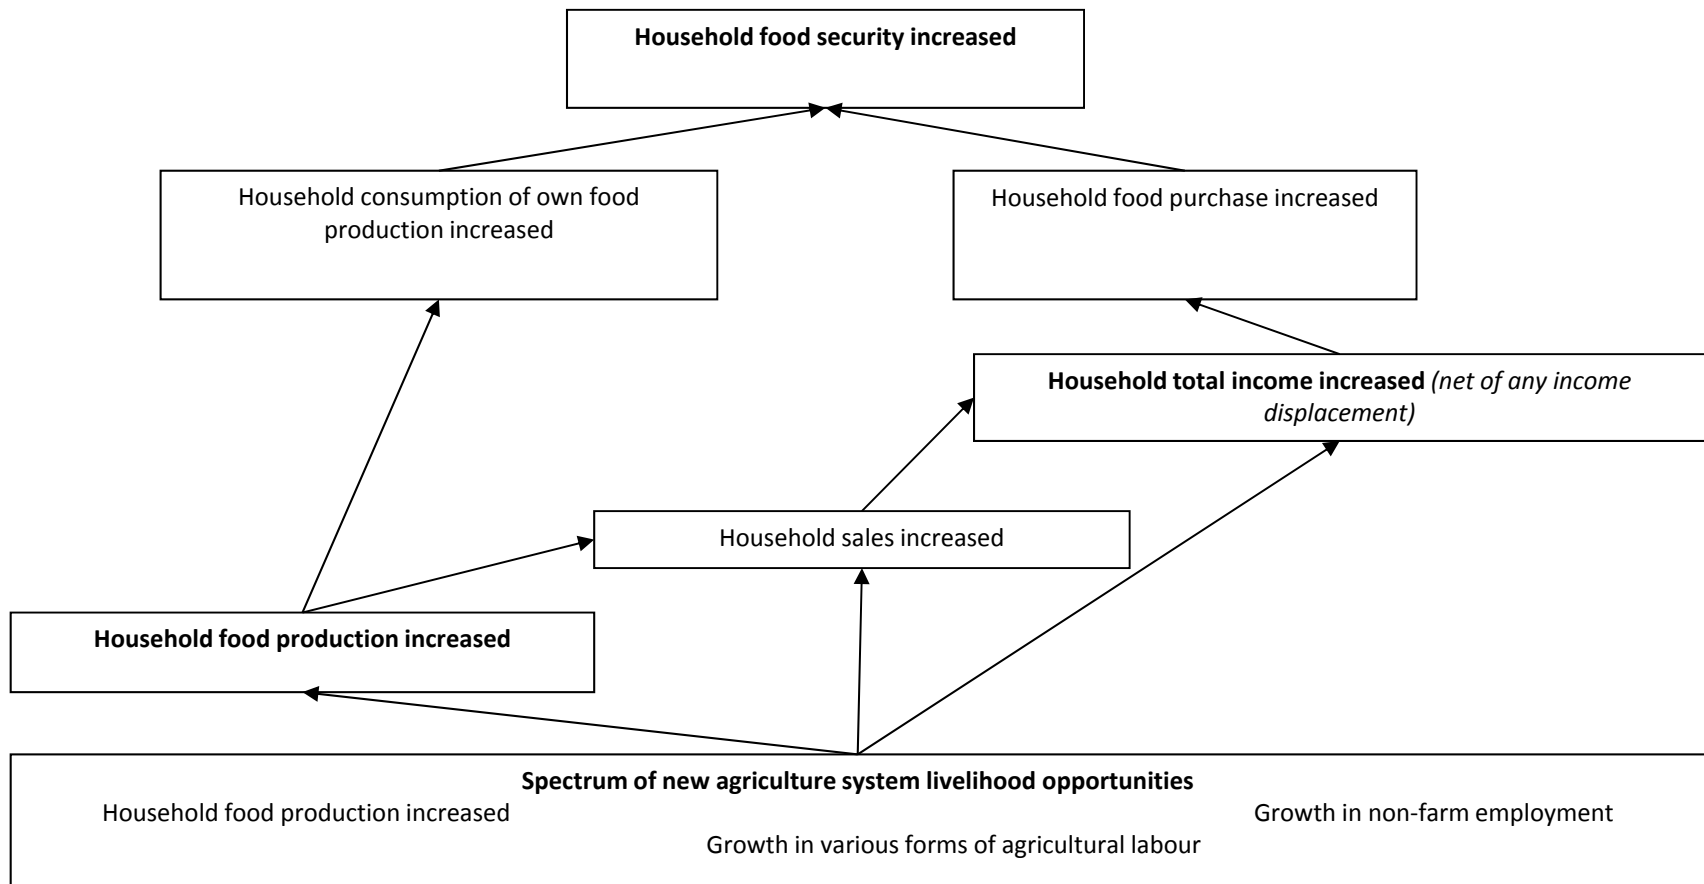 Household food security increased
Household consumption of own food
production increased
Household food purchase increased
Household total income increased (net of any income
displacement)
Household sales increased
Household food production increased
Spectrum of new agriculture system livelihood opportunities
Household food production increased
Growth in non-farm employment
Growth in various forms of agricultural labour